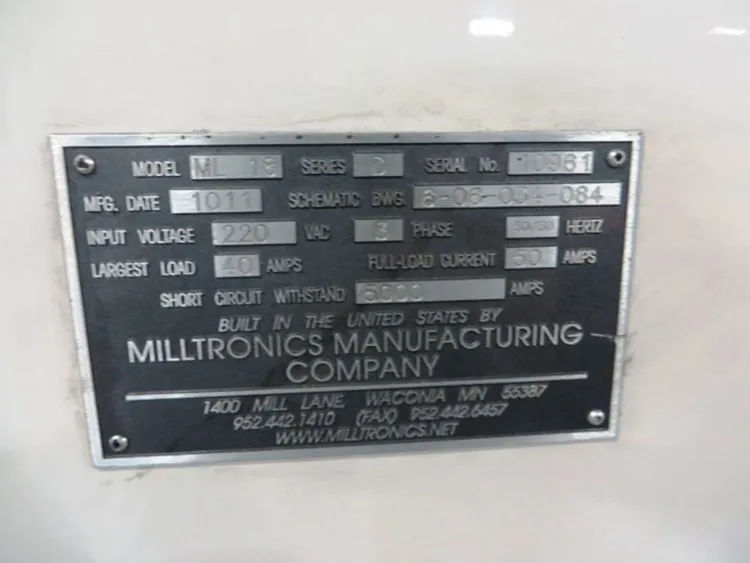 MODEL ML 18 SERIES D SERIAL No. 10961
MFG. DATE 1011 SCHEMATIC DWG. 8-06-034-084
INPUT VOLTAGE 220 VAC 3 PHASE 50/60 HERTZ
LARGEST LOAD 40 AMPS FULL-LOAD CURRENT AMPS
SHORT CIRCUIT WITHSTAND 5000 AMPS
BUILT IN THE UNITED STATES BY
MILLTRONICS MANUFACTURING
COMPANY
1400 MILL LANE, WACONIA MN 55387
952.442.1410 (FAX) 952.442.6457
WWW.MILLTRONICS.NET